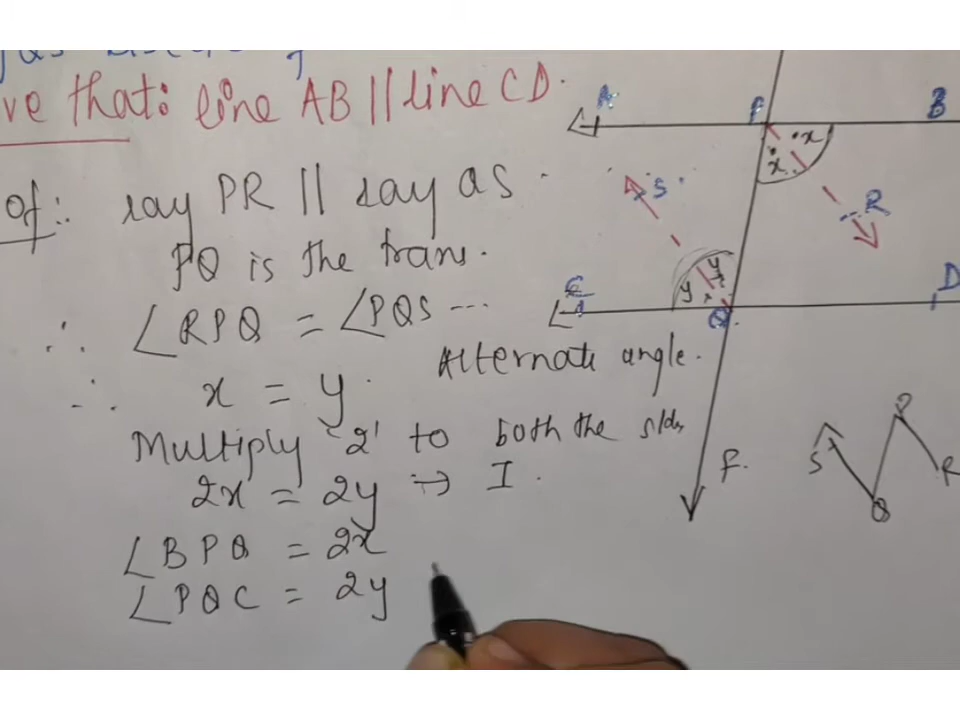 ve that: line AB || line CD.
of:. ray PR || ray QS.
PQ is the trans.
∴ ∠RPQ = ∠PQS ---
Alternate angle.
∴ x = y.
Multiply '2' to both the sides
2x = 2y → I.
∠BPQ = 2x
∠PQC = 2y
A P B
x x
S R
y y
C Q D
F.
P
S R
Q